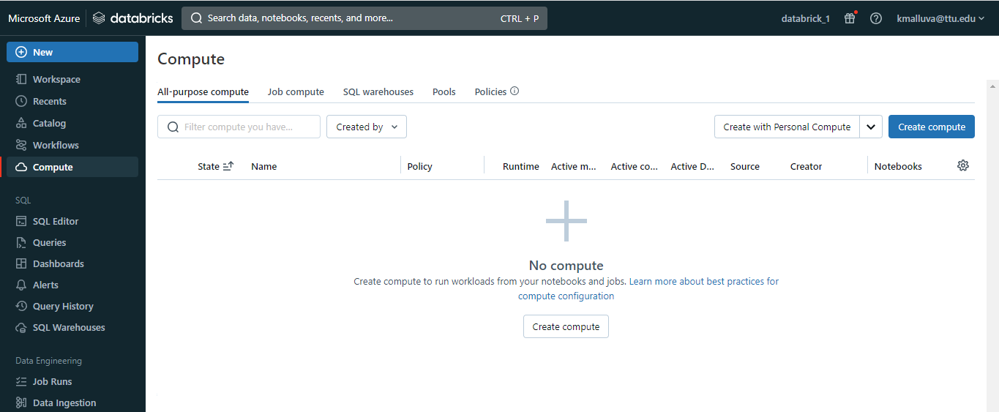 Microsoft Azure databricks Search data, notebooks, recents, and more... CTRL + P databrick_1 kmalluva@ttu.edu
New
Workspace
Recents
Catalog
Workflows
Compute
SQL
SQL Editor
Queries
Dashboards
Alerts
Query History
SQL Warehouses
Data Engineering
Job Runs
Data Ingestion
Compute
All-purpose compute Job compute SQL warehouses Pools Policies
Filter compute you have... Created by Create with Personal Compute Create compute
State Name Policy Runtime Active m... Active co... Active D... Source Creator Notebooks
No compute
Create compute to run workloads from your notebooks and jobs. Learn more about best practices for
compute configuration
Create compute